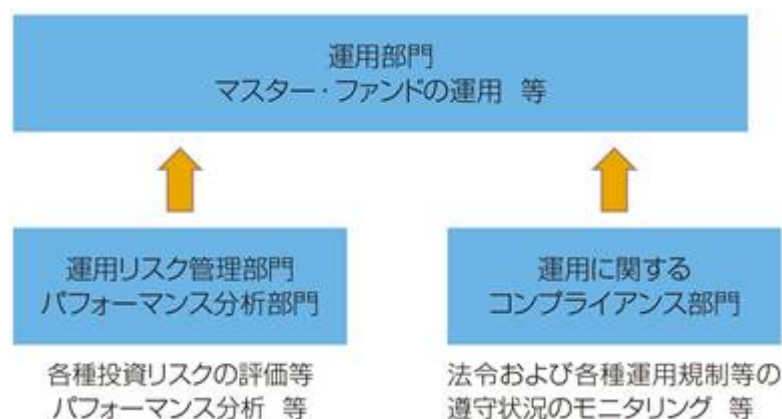 運用部門
マスター・ファンドの運用 等
運用リスク管理部門
パフォーマンス分析部門
運用に関する
コンプライアンス部門
各種投資リスクの評価等
パフォーマンス分析 等
法令および各種運用規制等の
遵守状況のモニタリング 等